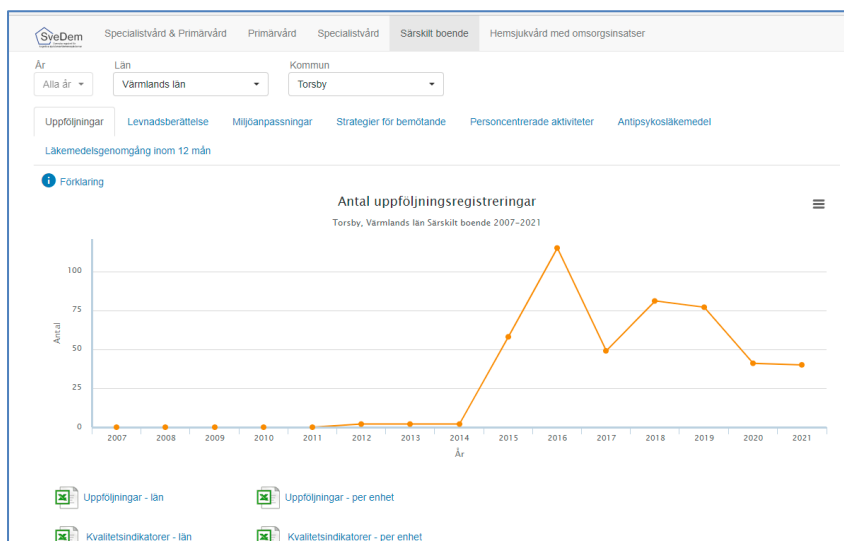 SveDem
Specialistvård & Primärvård Primärvård Specialistvård Särskilt boende Hemsjukvård med omsorgsinsatser
År Län Kommun
Alla år Värmlands län Torsby
Uppföljningar Levnadsberättelse Miljöanpassningar Strategier för bemötande Personcentrerade aktiviteter Antipsykosläkemedel
Läkemedelsgenomgång inom 12 mån
i Förklaring
Antal uppföljningsregistreringar
Torsby, Värmlands län Särskilt boende 2007-2021
100
75
50
25
0
Antal
2007 2008 2009 2010 2011 2012 2013 2014 2015 2016 2017 2018 2019 2020 2021
År
Uppföljningar - län Uppföljningar - per enhet
Kvalitetsindikatorer - län Kvalitetsindikatorer - per enhet